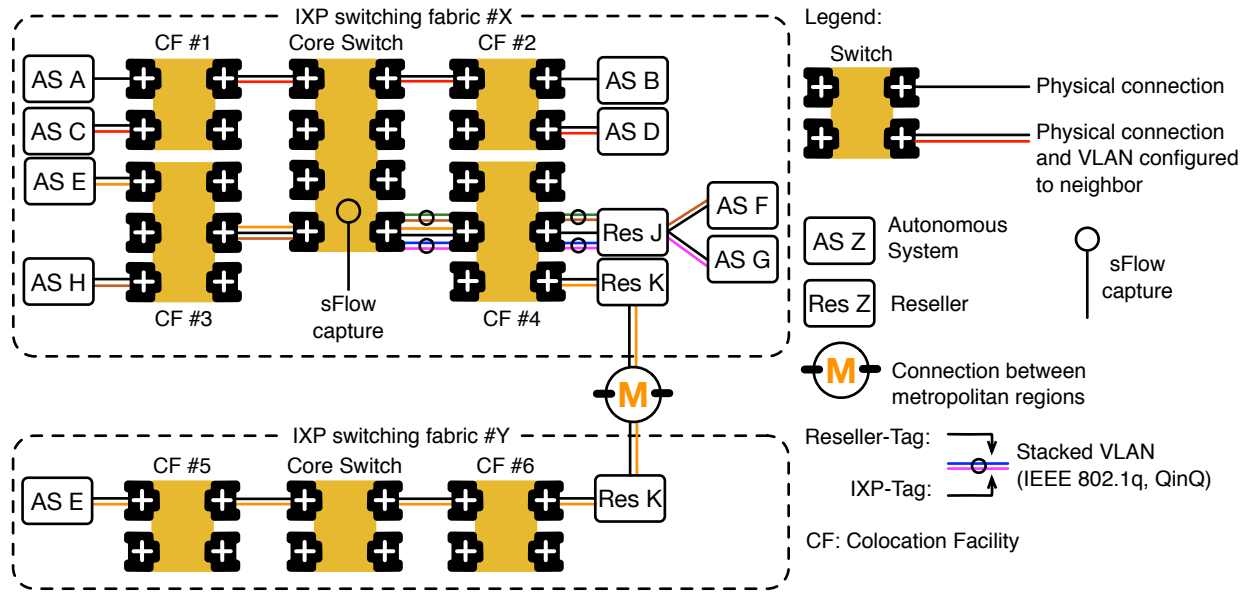 IXP switching fabric #X
CF #1
Core Switch
CF #2
AS A
AS B
AS C
AS D
AS E
AS F
Res J
AS G
AS H
Res K
CF #3
sFlow
capture
CF #4
M
IXP switching fabric #Y
CF #5
Core Switch
CF #6
AS E
Res K
Legend:
Switch
Physical connection
Physical connection
and VLAN configured
to neighbor
AS Z
Autonomous
System
Res Z
Reseller
sFlow
capture
M
Connection between
metropolitan regions
Reseller-Tag:
IXP-Tag:
Stacked VLAN
(IEEE 802.1q, QinQ)
CF: Colocation Facility